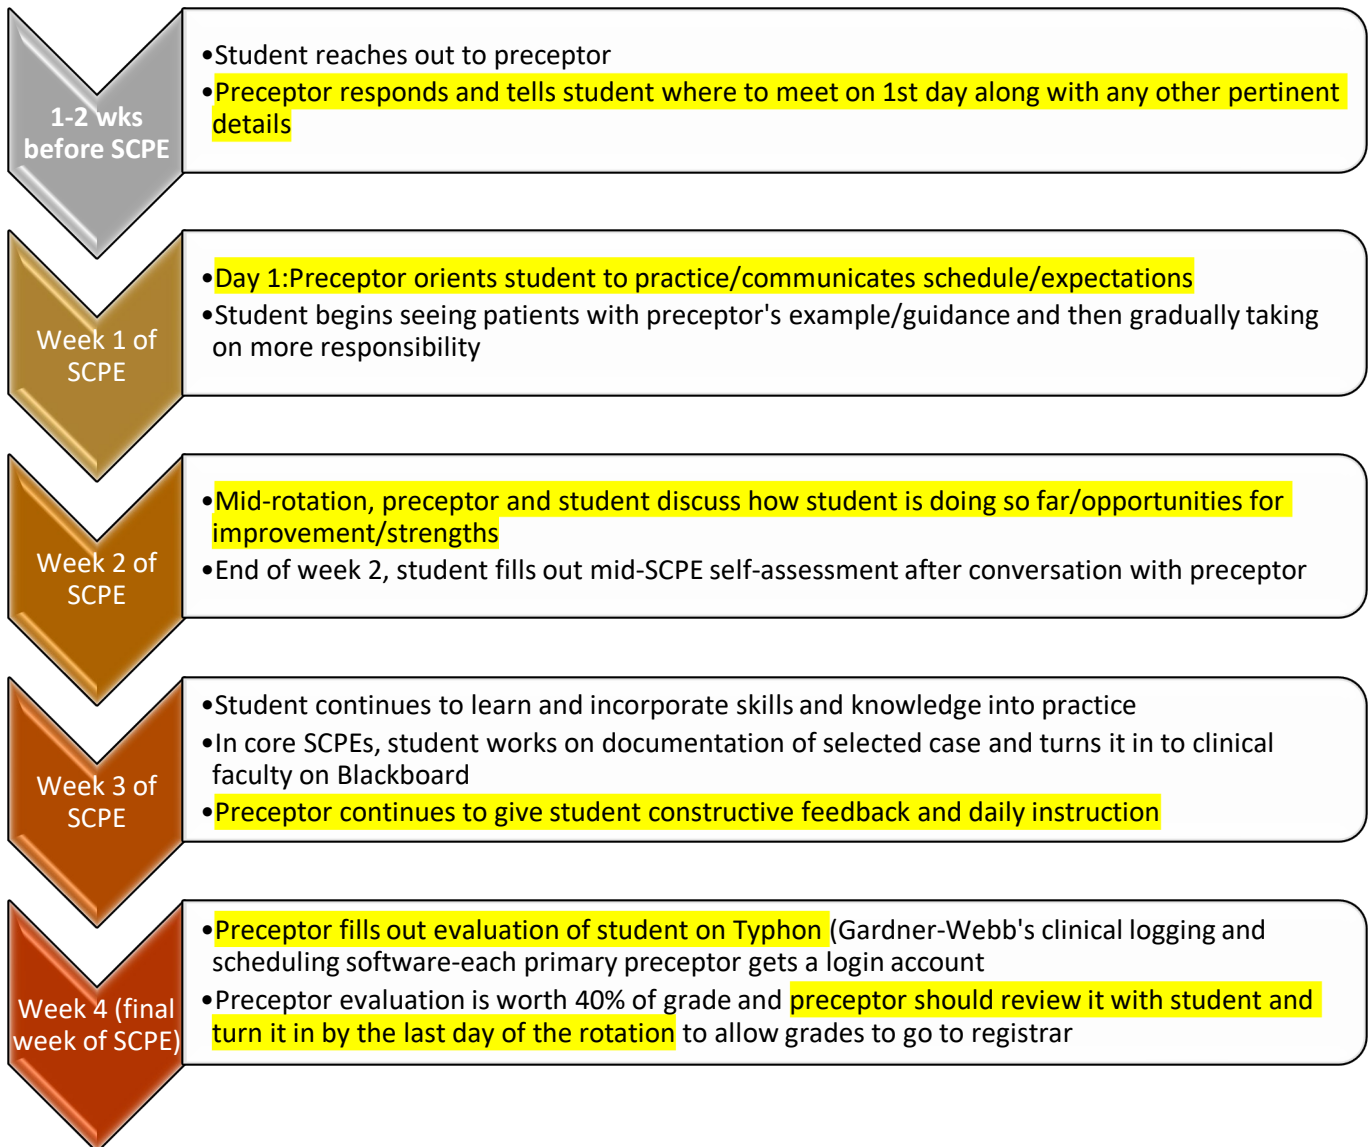 1-2 wks
before SCPE
•Student reaches out to preceptor
•Preceptor responds and tells student where to meet on 1st day along with any other pertinent
details
Week 1 of
SCPE
•Day 1:Preceptor orients student to practice/communicates schedule/expectations
•Student begins seeing patients with preceptor's example/guidance and then gradually taking
on more responsibility
Week 2 of
SCPE
•Mid-rotation, preceptor and student discuss how student is doing so far/opportunities for
improvement/strengths
•End of week 2, student fills out mid-SCPE self-assessment after conversation with preceptor
Week 3 of
SCPE
•Student continues to learn and incorporate skills and knowledge into practice
•In core SCPEs, student works on documentation of selected case and turns it in to clinical
faculty on Blackboard
•Preceptor continues to give student constructive feedback and daily instruction
Week 4 (final
week of SCPE)
•Preceptor fills out evaluation of student on Typhon (Gardner-Webb's clinical logging and
scheduling software-each primary preceptor gets a login account
•Preceptor evaluation is worth 40% of grade and preceptor should review it with student and
turn it in by the last day of the rotation to allow grades to go to registrar